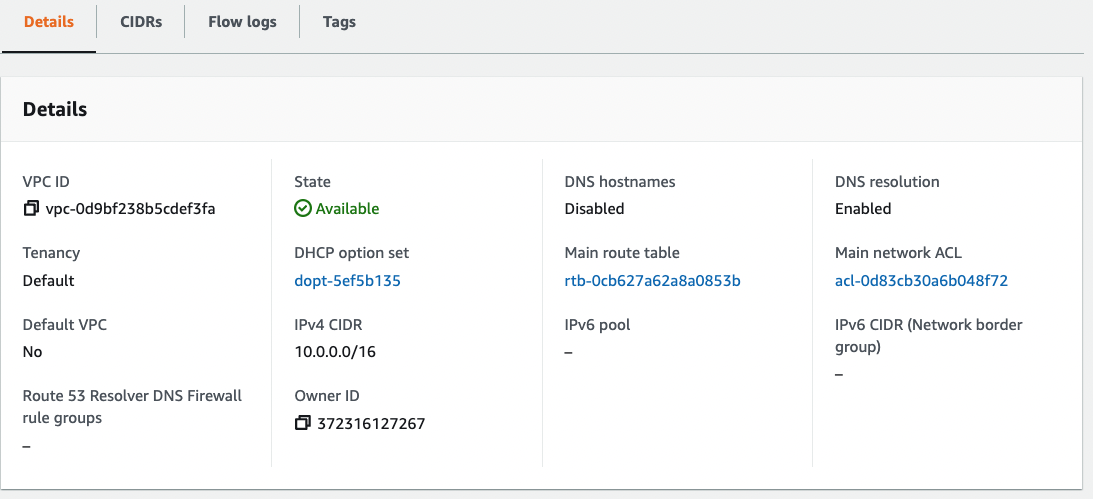 Details
CIDRs
Flow logs
Tags
Details
VPC ID
vpc-0d9bf238b5cdef3fa
State
Available
DNS hostnames
Disabled
DNS resolution
Enabled
Tenancy
Default
DHCP option set
dopt-5ef5b135
Main route table
rtb-0cb627a62a8a0853b
Main network ACL
acl-0d83cb30a6b048f72
Default VPC
No
IPv4 CIDR
10.0.0.0/16
IPv6 pool
–
IPv6 CIDR (Network border
group)
–
Route 53 Resolver DNS Firewall
rule groups
–
Owner ID
372316127267